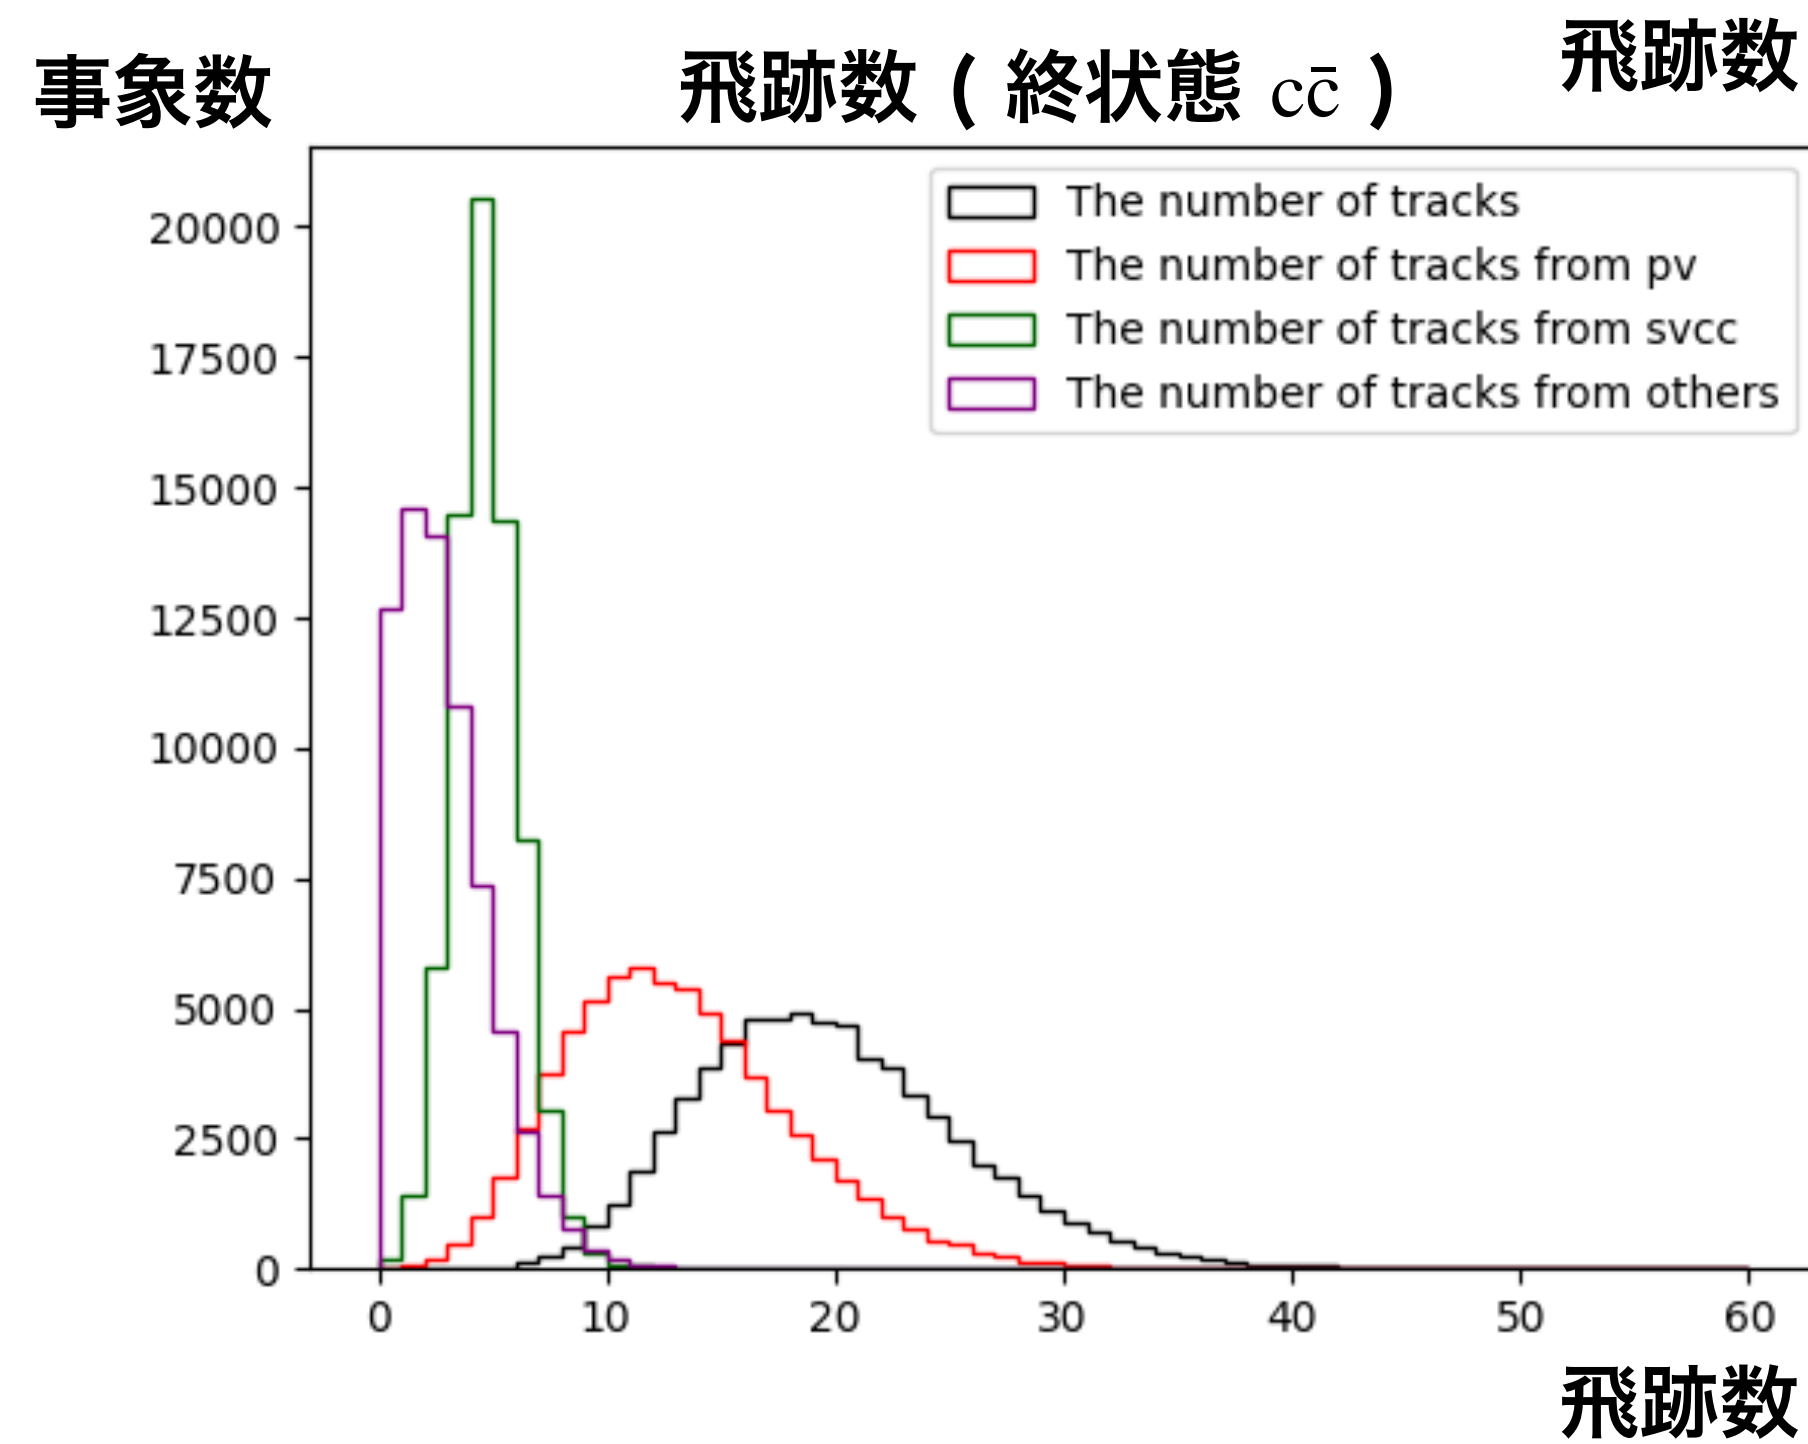 飛跡数
事象数
飛跡数 ( 終状態 cc̄ )
The number of tracks
The number of tracks from pv
The number of tracks from svcc
The number of tracks from others
20000
17500
15000
12500
10000
7500
5000
2500
0
0 10 20 30 40 50 60
飛跡数